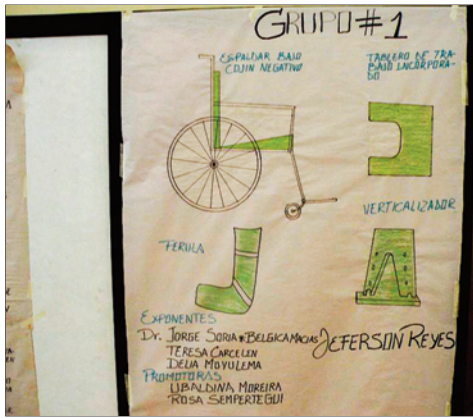 GRUPO #1
ESPALDAR BAJO
COJIN NEGATIVO
TABLERO DE TRA-
BAJO INCORPORA-
DO
VERTICALIZADOR
FERULA
EXPONENTES
Dr. JORGE SORIA * BELGICA MACIAS
JEFERSON REYES
TERESA CARCELEN
DELIA MOYULEMA
PROMOTORAS
UBALDINA MOREIRA
ROSA SEMPERTEGUI